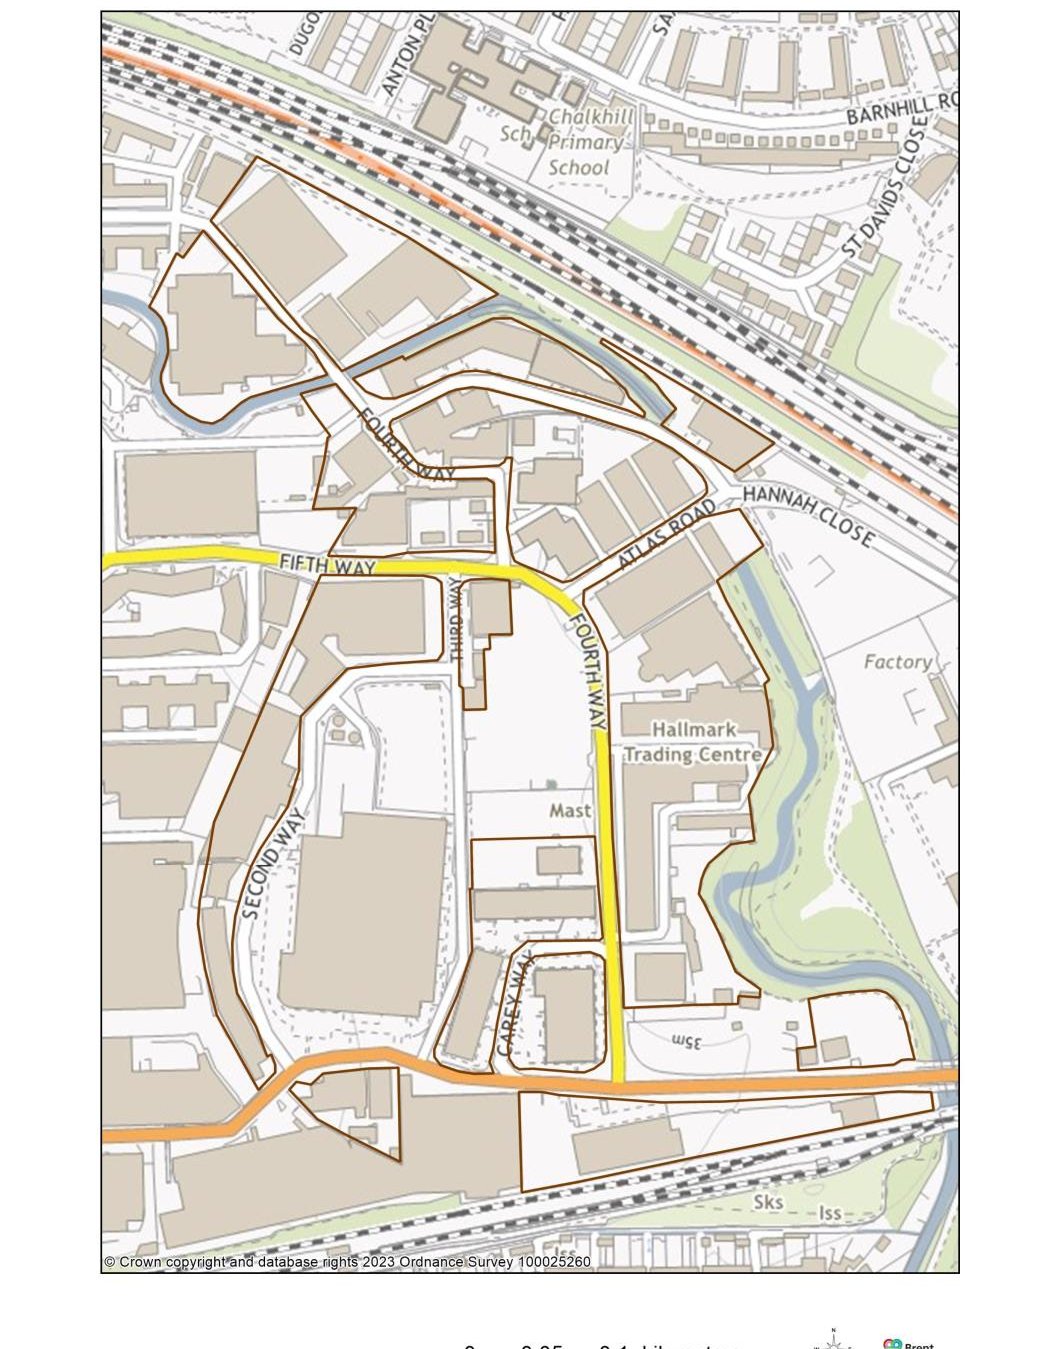 ANTON PL
BARNHILL RO
Chalkhill
Sch Primary
School
ST DAVIDS CLOSE
FOURTH WAY
HANNAH CLOSE
ATLAS ROAD
FIFTH WAY
THIRD WAY
FOURTH WAY
Factory
Hallmark
Trading Centre
Mast
SECOND WAY
CAREY WAY
35m
Sks
Iss
Iss
© Crown copyright and database rights 2023 Ordnance Survey 100025260
N
Brent